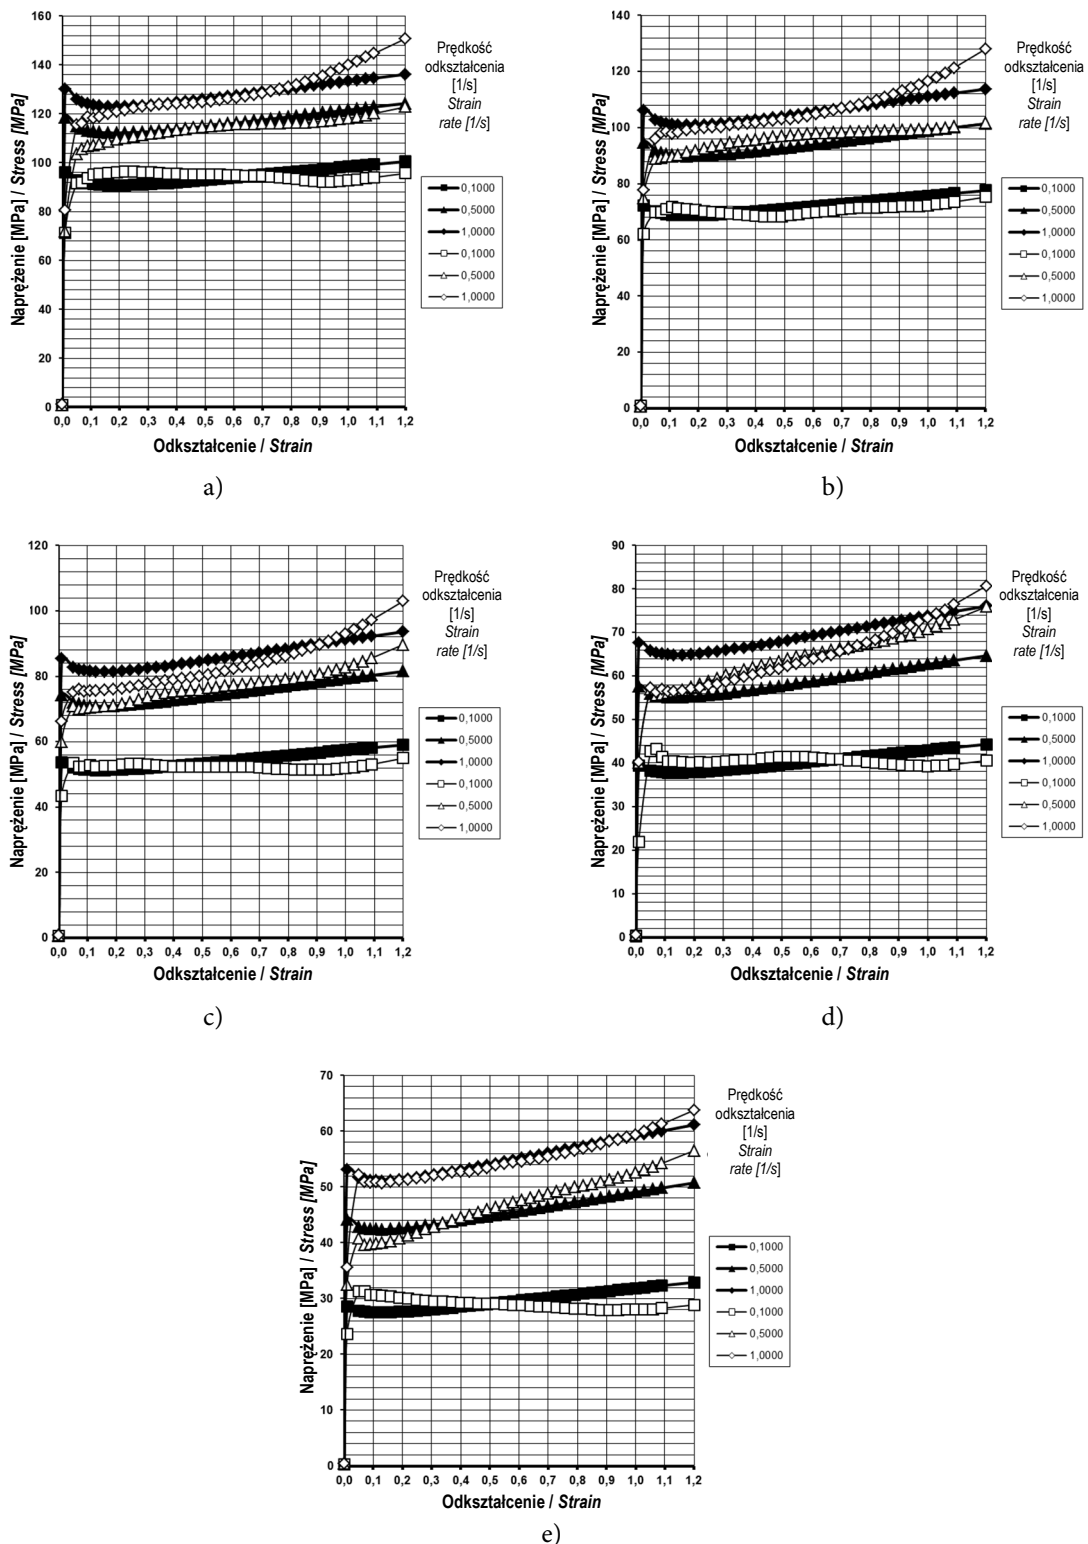 160
140
120
100
80
60
40
20
0
0,0 0,1 0,2 0,3 0,4 0,5 0,6 0,7 0,8 0,9 1,0 1,1 1,2
Naprężenie [MPa] / Stress [MPa]
Odkształcenie / Strain
Prędkość
odkształcenia
[1/s]
Strain
rate [1/s]
0,1000
0,5000
1,0000
0,1000
0,5000
1,0000
a)
140
120
100
80
60
40
20
0
0,0 0,1 0,2 0,3 0,4 0,5 0,6 0,7 0,8 0,9 1,0 1,1 1,2
Naprężenie [MPa] / Stress [MPa]
Odkształcenie / Strain
Prędkość
odkształcenia
[1/s]
Strain
rate [1/s]
0,1000
0,5000
1,0000
0,1000
0,5000
1,0000
b)
120
100
80
60
40
20
0
0,0 0,1 0,2 0,3 0,4 0,5 0,6 0,7 0,8 0,9 1,0 1,1 1,2
Naprężenie [MPa] / Stress [MPa]
Odkształcenie / Strain
Prędkość
odkształcenia
[1/s]
Strain
rate [1/s]
0,1000
0,5000
1,0000
0,1000
0,5000
1,0000
c)
90
80
70
60
50
40
30
20
10
0
0,0 0,1 0,2 0,3 0,4 0,5 0,6 0,7 0,8 0,9 1,0 1,1 1,2
Naprężenie [MPa] / Stress [MPa]
Odkształcenie / Strain
Prędkość
odkształcenia
[1/s]
Strain
rate [1/s]
0,1000
0,5000
1,0000
0,1000
0,5000
1,0000
d)
70
60
50
40
30
20
10
0
0,0 0,1 0,2 0,3 0,4 0,5 0,6 0,7 0,8 0,9 1,0 1,1 1,2
Naprężenie [MPa] / Stress [MPa]
Odkształcenie / Strain
Prędkość
odkształcenia
[1/s]
Strain
rate [1/s]
0,1000
0,5000
1,0000
0,1000
0,5000
1,0000
e)